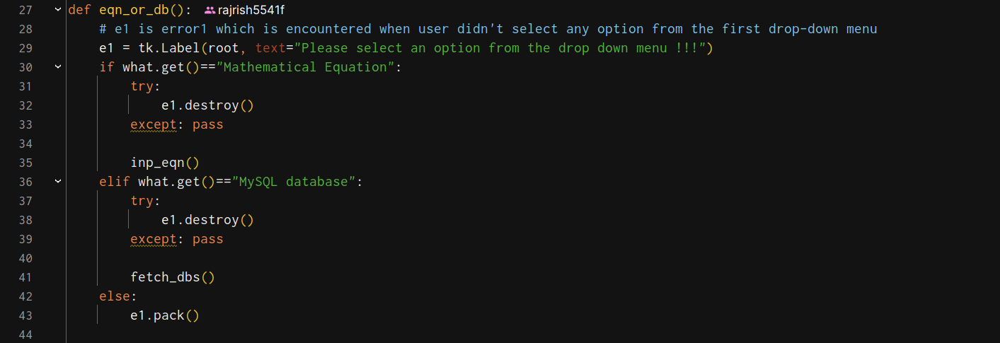 27 def eqn_or_db(): rajrish5541f
28 # e1 is error1 which is encountered when user didn't select any option from the first drop-down menu
29 e1 = tk.Label(root, text="Please select an option from the drop down menu !!!")
30 if what.get()=="Mathematical Equation":
31 try:
32 e1.destroy()
33 except: pass
34
35 inp_eqn()
36 elif what.get()=="MySQL database":
37 try:
38 e1.destroy()
39 except: pass
40
41 fetch_dbs()
42 else:
43 e1.pack()
44